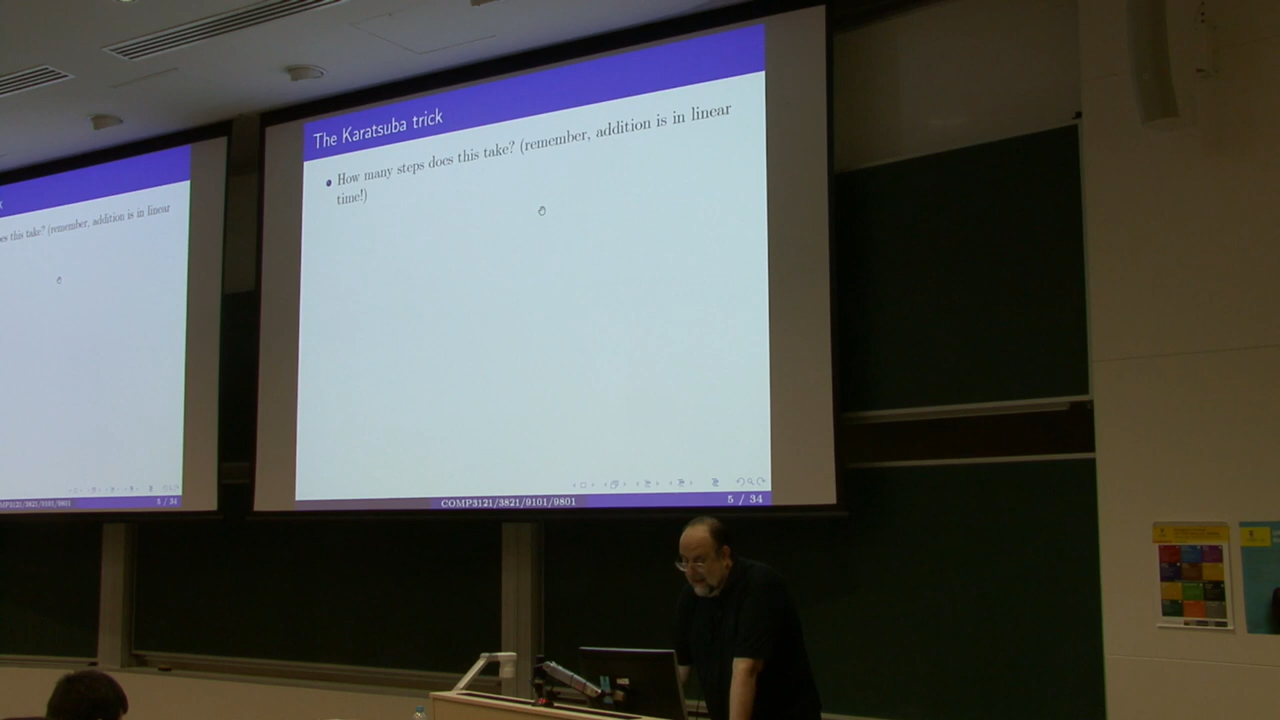 The Karatsuba trick
How many steps does this take? (remember, addition is in linear
time!)
COMP3121/3821/9101/9801
5 / 34
this take? (remember, addition is in linear
5 / 34